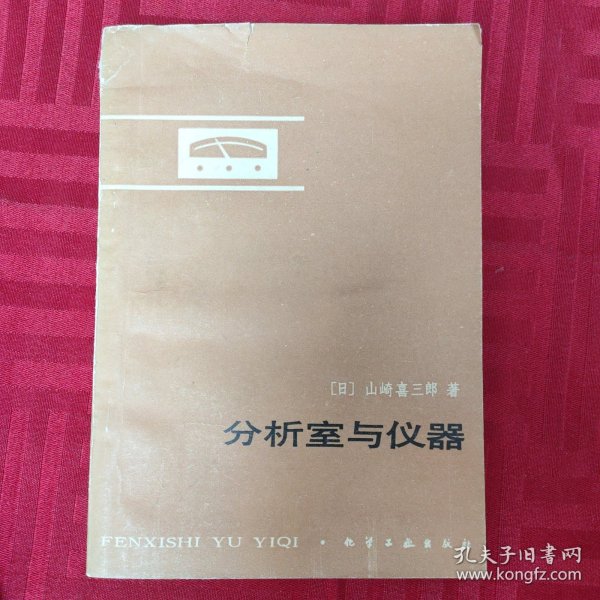 [日] 山崎喜三郎 著
分析室与仪器
FENXISHI YU YIQI · 化学工业出版社
孔夫子旧书网
www.kongfz.com